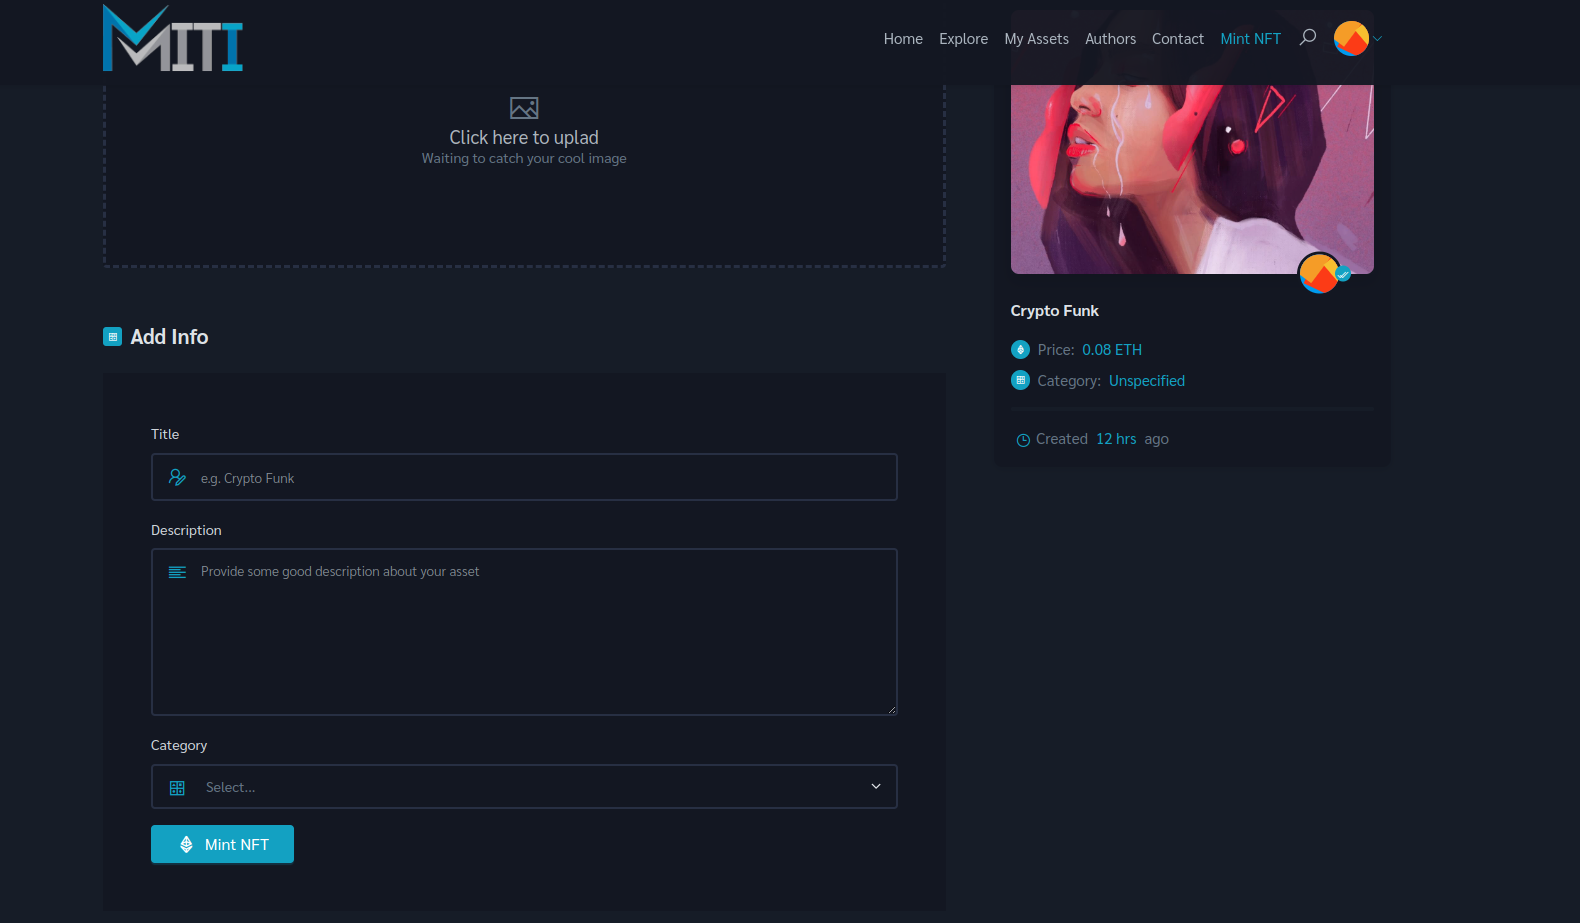 MITI
Home Explore My Assets Authors Contact Mint NFT
Click here to uplad
Waiting to catch your cool image
Crypto Funk
Price: 0.08 ETH
Category: Unspecified
Created 12 hrs ago
Add Info
Title
e.g. Crypto Funk
Description
Provide some good description about your asset
Category
Select...
Mint NFT